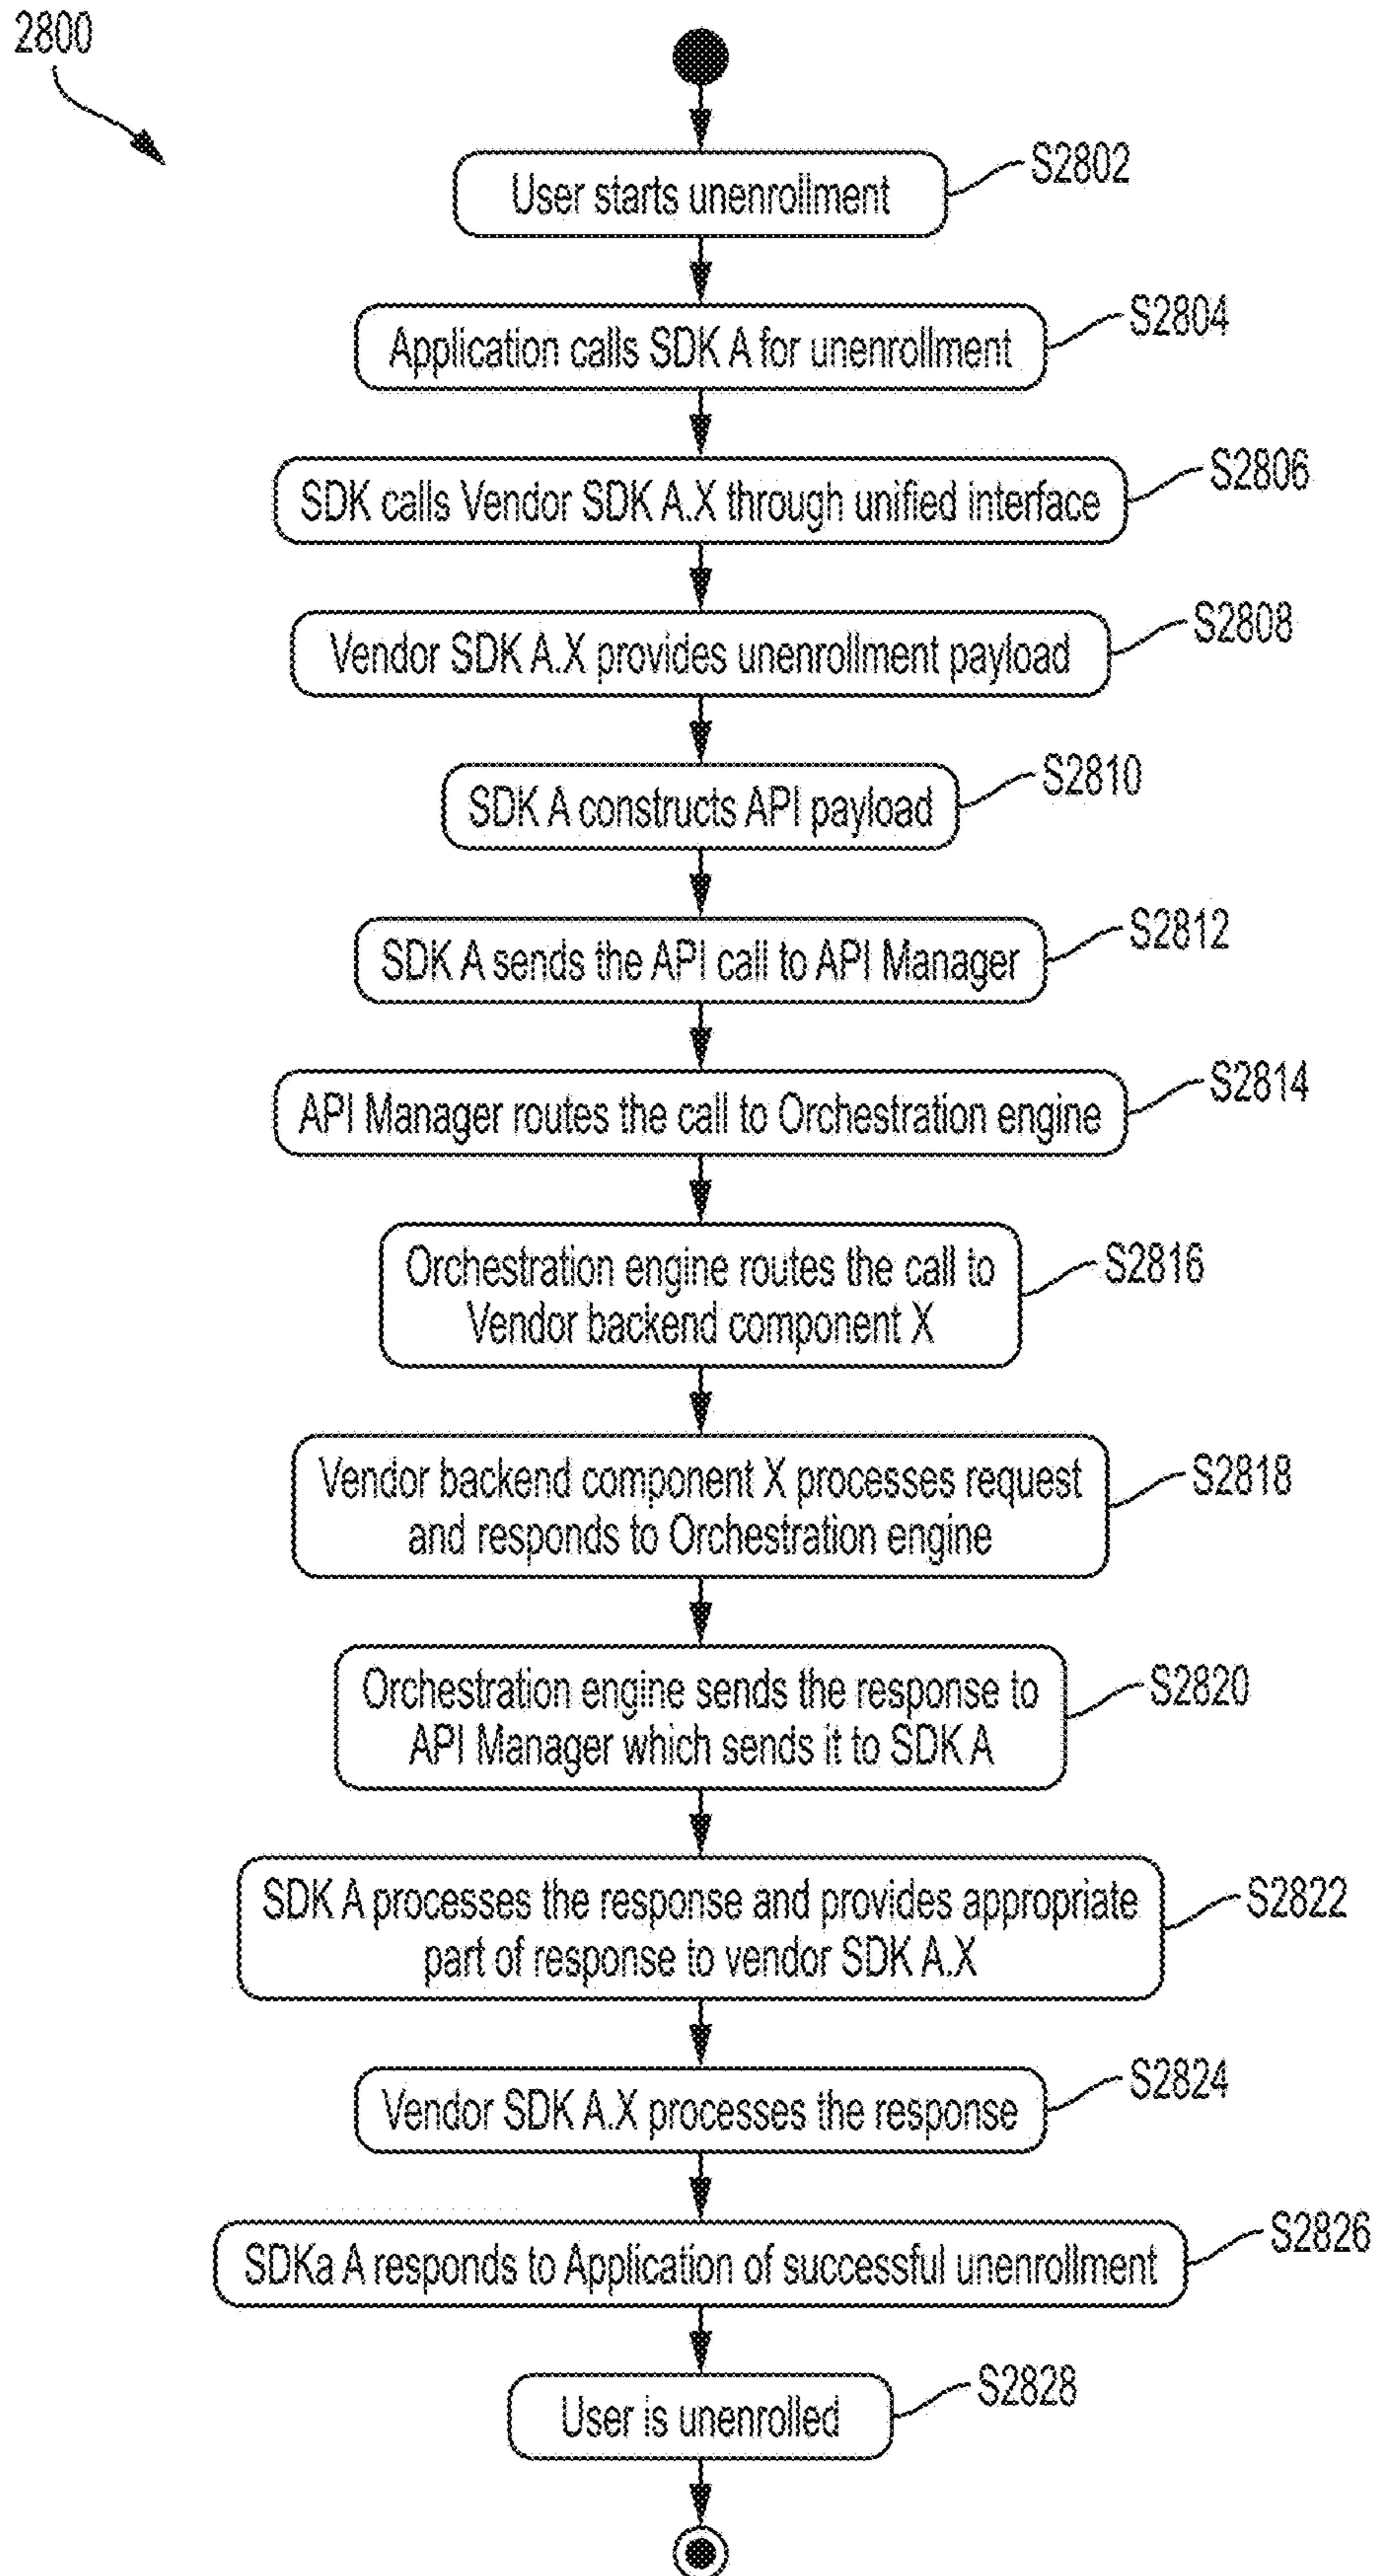 2800
User starts unenrollment
S2802
Application calls SDK A for unenrollment
S2804
SDK calls Vendor SDK A.X through unified interface
S2806
Vendor SDK A.X provides unenrollment payload
S2808
SDK A constructs API payload
S2810
SDK A sends the API call to API Manager
S2812
API Manager routes the call to Orchestration engine
S2814
Orchestration engine routes the call to
Vendor backend component X
S2816
Vendor backend component X processes request
and responds to Orchestration engine
S2818
Orchestration engine sends the response to
API Manager which sends it to SDK A
S2820
SDK A processes the response and provides appropriate
part of response to vendor SDK A.X
S2822
Vendor SDK A.X processes the response
S2824
SDKa A responds to Application of successful unenrollment
S2826
User is unenrolled
S2828